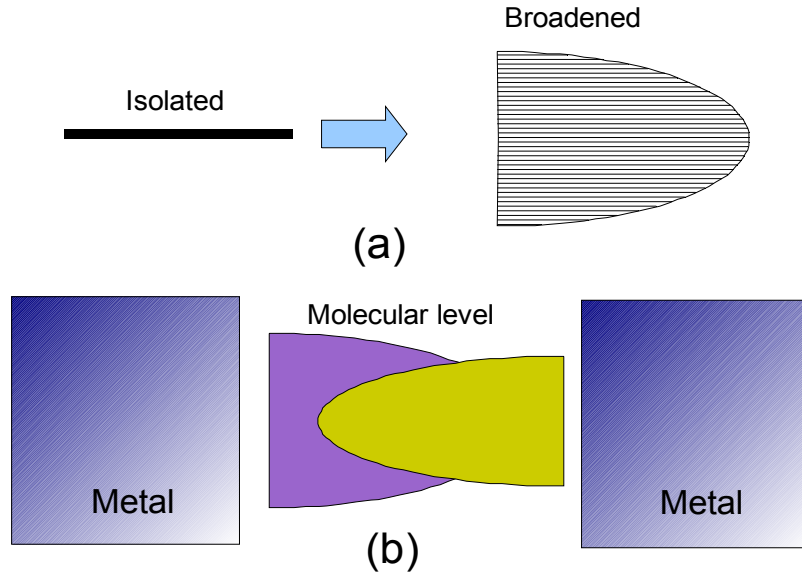 Broadened
Isolated
(a)
Molecular level
Metal
Metal
(b)